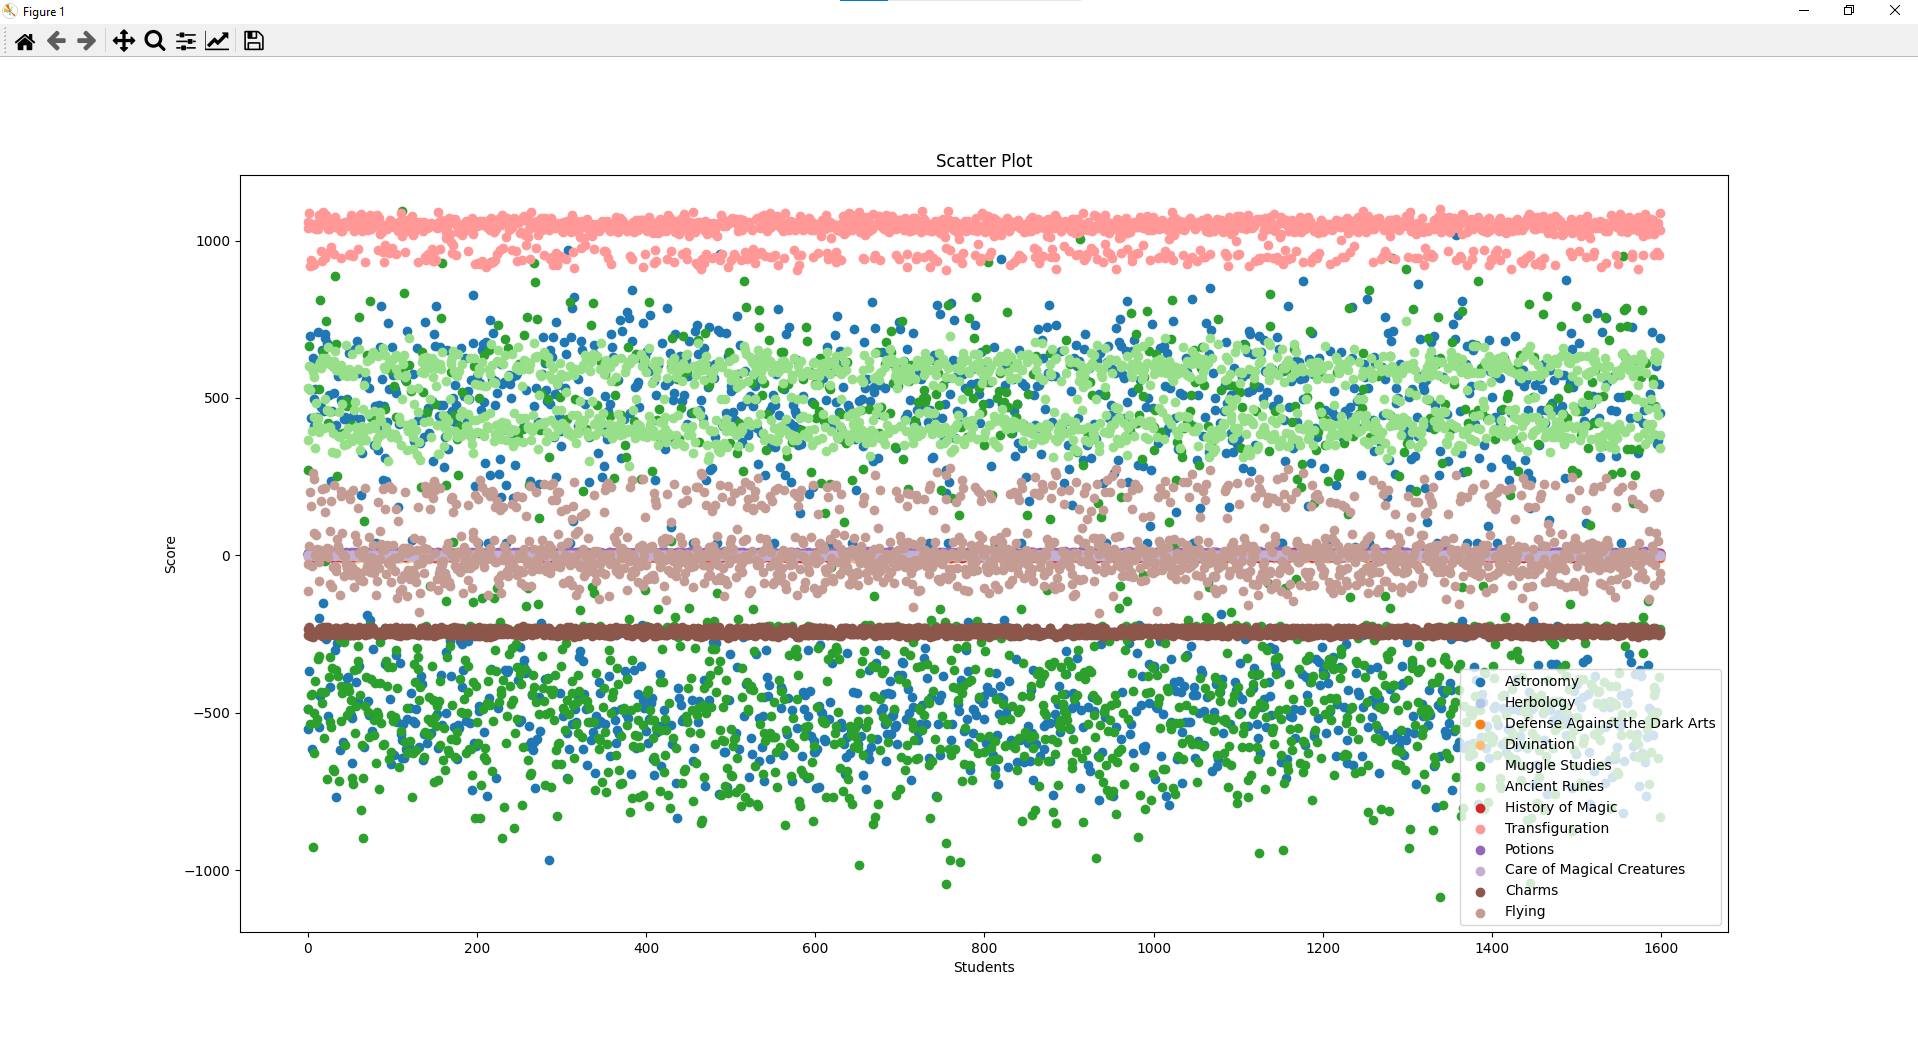 Figure 1
Scatter Plot
1000
500
0
−500
−1000
Score
0 200 400 600 800 1000 1200 1400 1600
Students
Astronomy
Herbology
Defense Against the Dark Arts
Divination
Muggle Studies
Ancient Runes
History of Magic
Transfiguration
Potions
Care of Magical Creatures
Charms
Flying